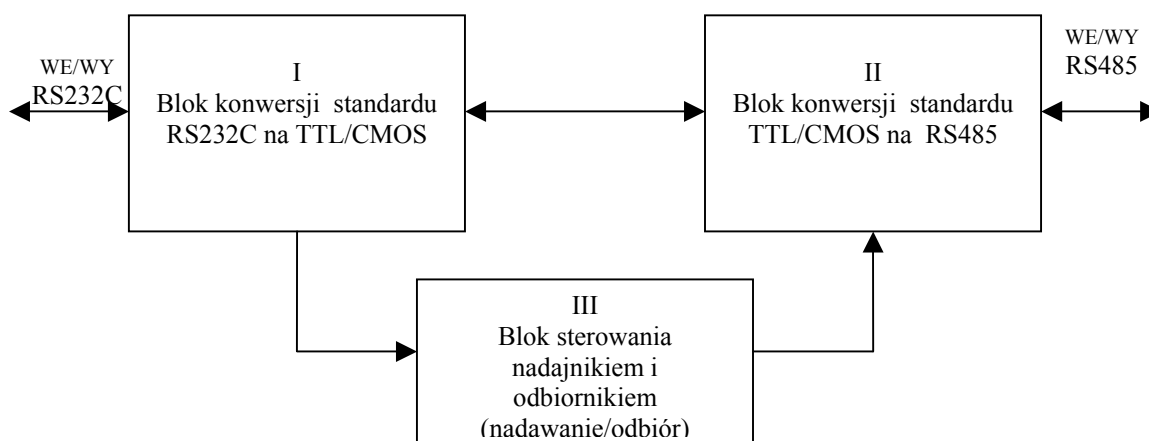 WE/WY
RS232C
I
Blok konwersji standardu
RS232C na TTL/CMOS
II
Blok konwersji standardu
TTL/CMOS na RS485
WE/WY
RS485
III
Blok sterowania
nadajnikiem i
odbiornikiem
(nadawanie/odbiór)